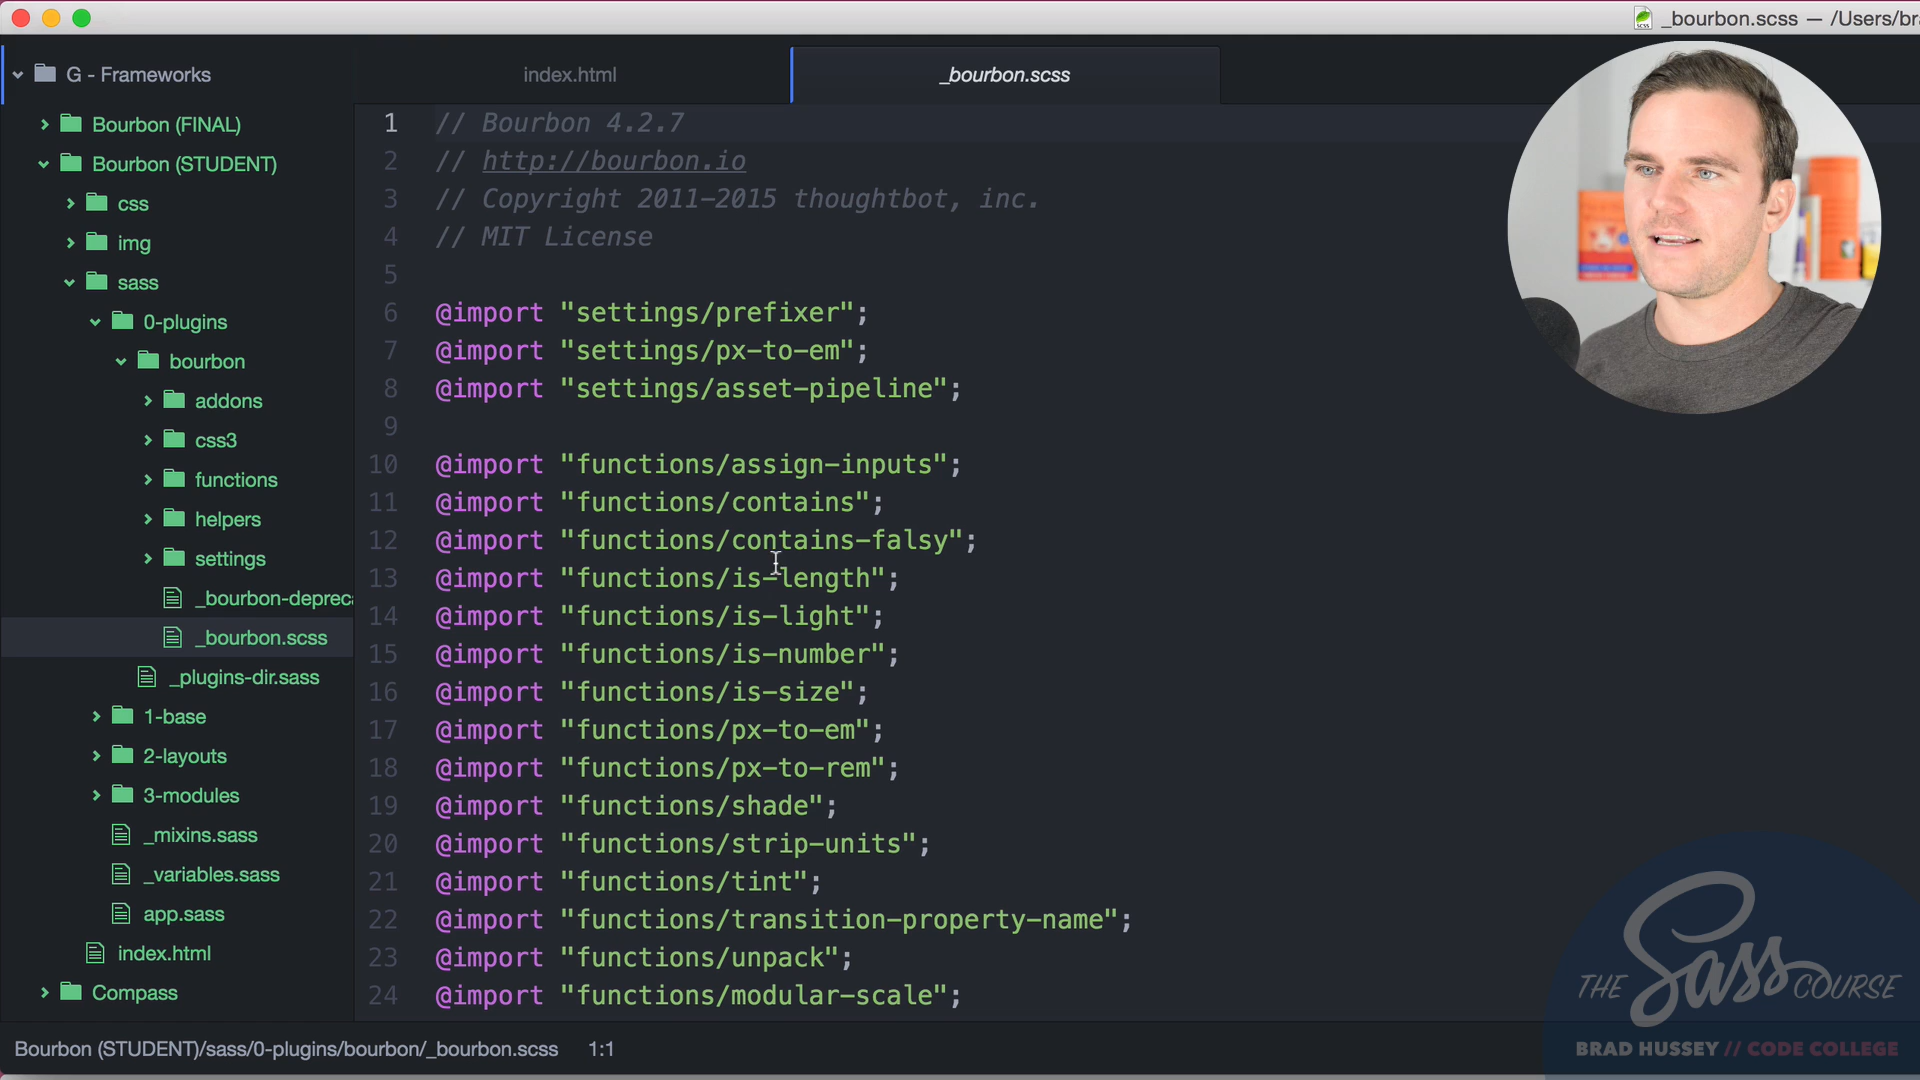 _bourbon.scss — /Users/bra
G - Frameworks
index.html
_bourbon.scss
Bourbon (FINAL)
Bourbon (STUDENT)
css
img
sass
0-plugins
bourbon
addons
css3
functions
helpers
settings
_bourbon-depreca
_bourbon.scss
_plugins-dir.sass
1-base
2-layouts
3-modules
_mixins.sass
_variables.sass
app.sass
index.html
Compass
1 // Bourbon 4.2.7
2 // http://bourbon.io
3 // Copyright 2011-2015 thoughtbot, inc.
4 // MIT License
5
6 @import "settings/prefixer";
7 @import "settings/px-to-em";
8 @import "settings/asset-pipeline";
9
10 @import "functions/assign-inputs";
11 @import "functions/contains";
12 @import "functions/contains-falsy";
13 @import "functions/is-length";
14 @import "functions/is-light";
15 @import "functions/is-number";
16 @import "functions/is-size";
17 @import "functions/px-to-em";
18 @import "functions/px-to-rem";
19 @import "functions/shade";
20 @import "functions/strip-units";
21 @import "functions/tint";
22 @import "functions/transition-property-name";
23 @import "functions/unpack";
24 @import "functions/modular-scale";
THE Sass COURSE
BRAD HUSSEY // CODE COLLEGE
Bourbon (STUDENT)/sass/0-plugins/bourbon/_bourbon.scss 1:1